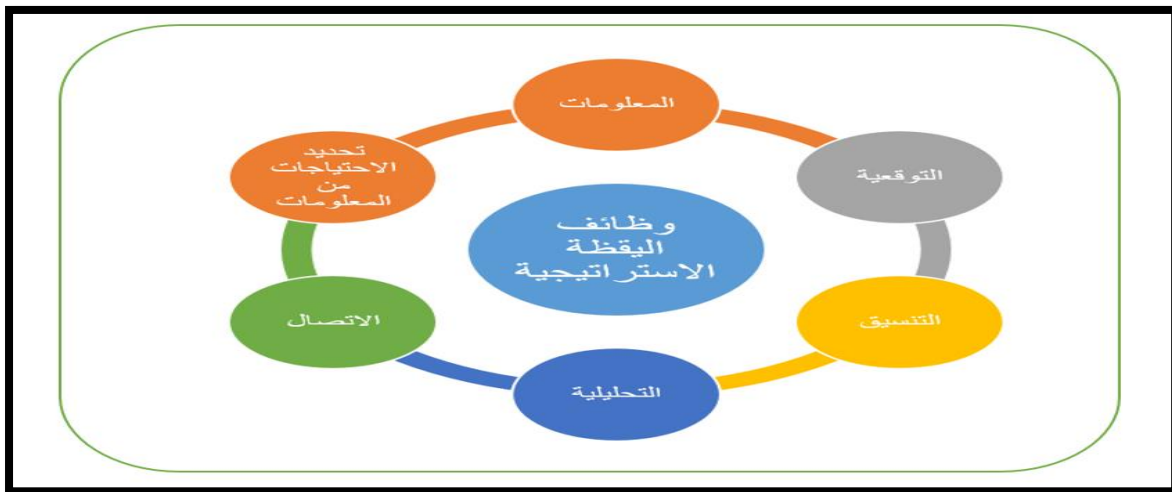 المعلومات
التوقعية
التنسيق
التحليلية
الاتصال
تحديد
الاحتياجات
من
المعلومات
وظائف
اليقظة
الاستراتيجية